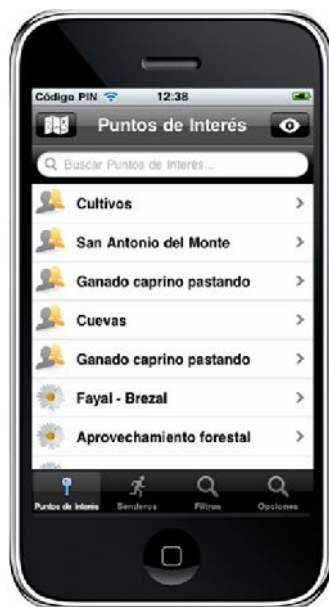 Código PIN 12:38
Puntos de Interés
Buscar Puntos de Interés...
Cultivos
San Antonio del Monte
Ganado caprino pastando
Cuevas
Ganado caprino pastando
Fayal - Brezal
Aprovechamiento forestal
Puntos de Interés Senderos Filtros Opciones